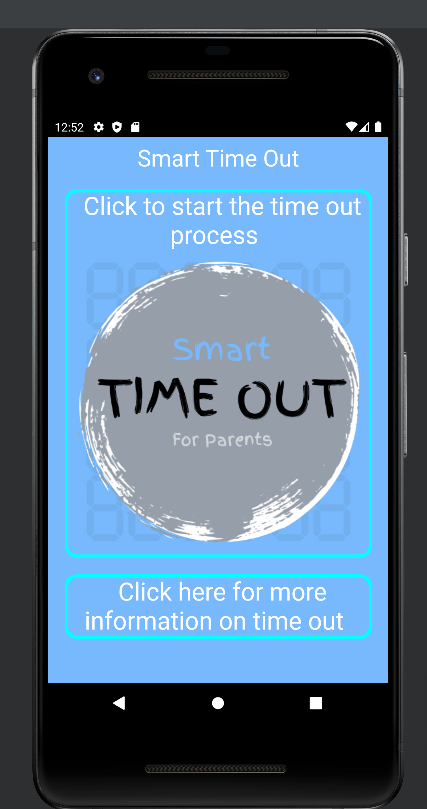 12:52
Smart Time Out
Click to start the time out
process
Smart
TIME OUT
For Parents
Click here for more
information on time out